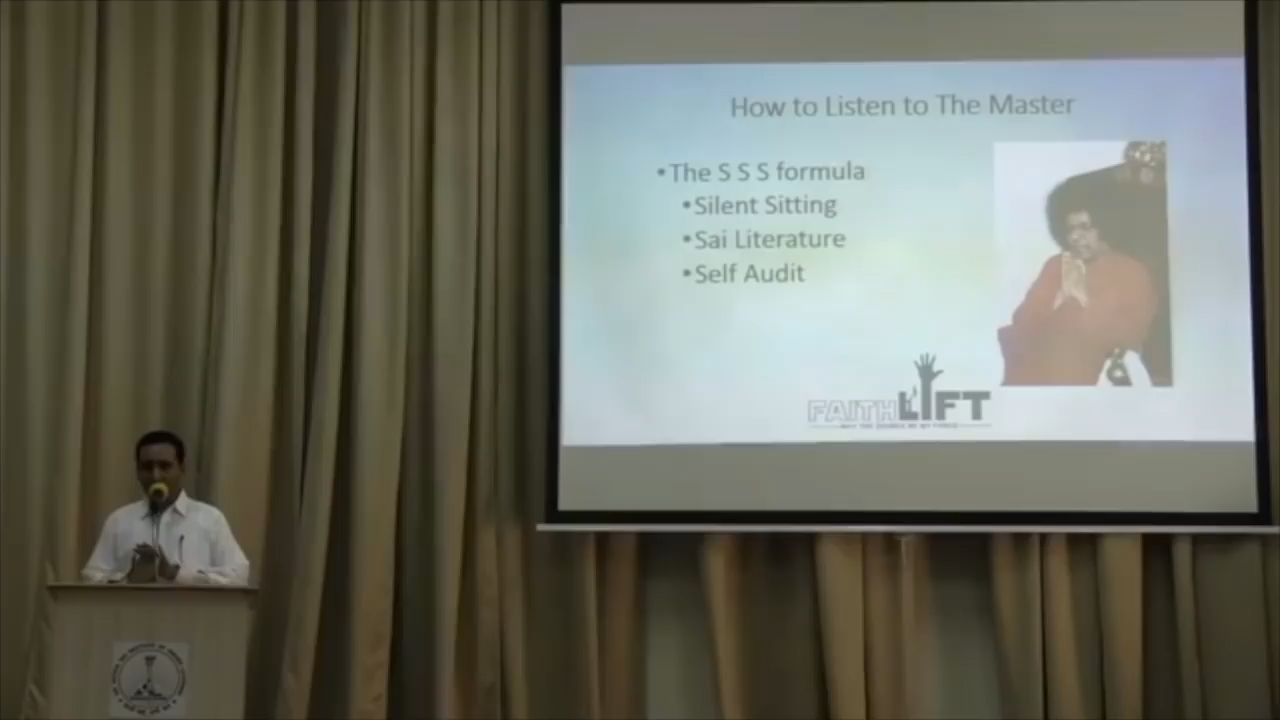 How to Listen to The Master
•The S S S formula
•Silent Sitting
•Sai Literature
•Self Audit
FAITHLIFT